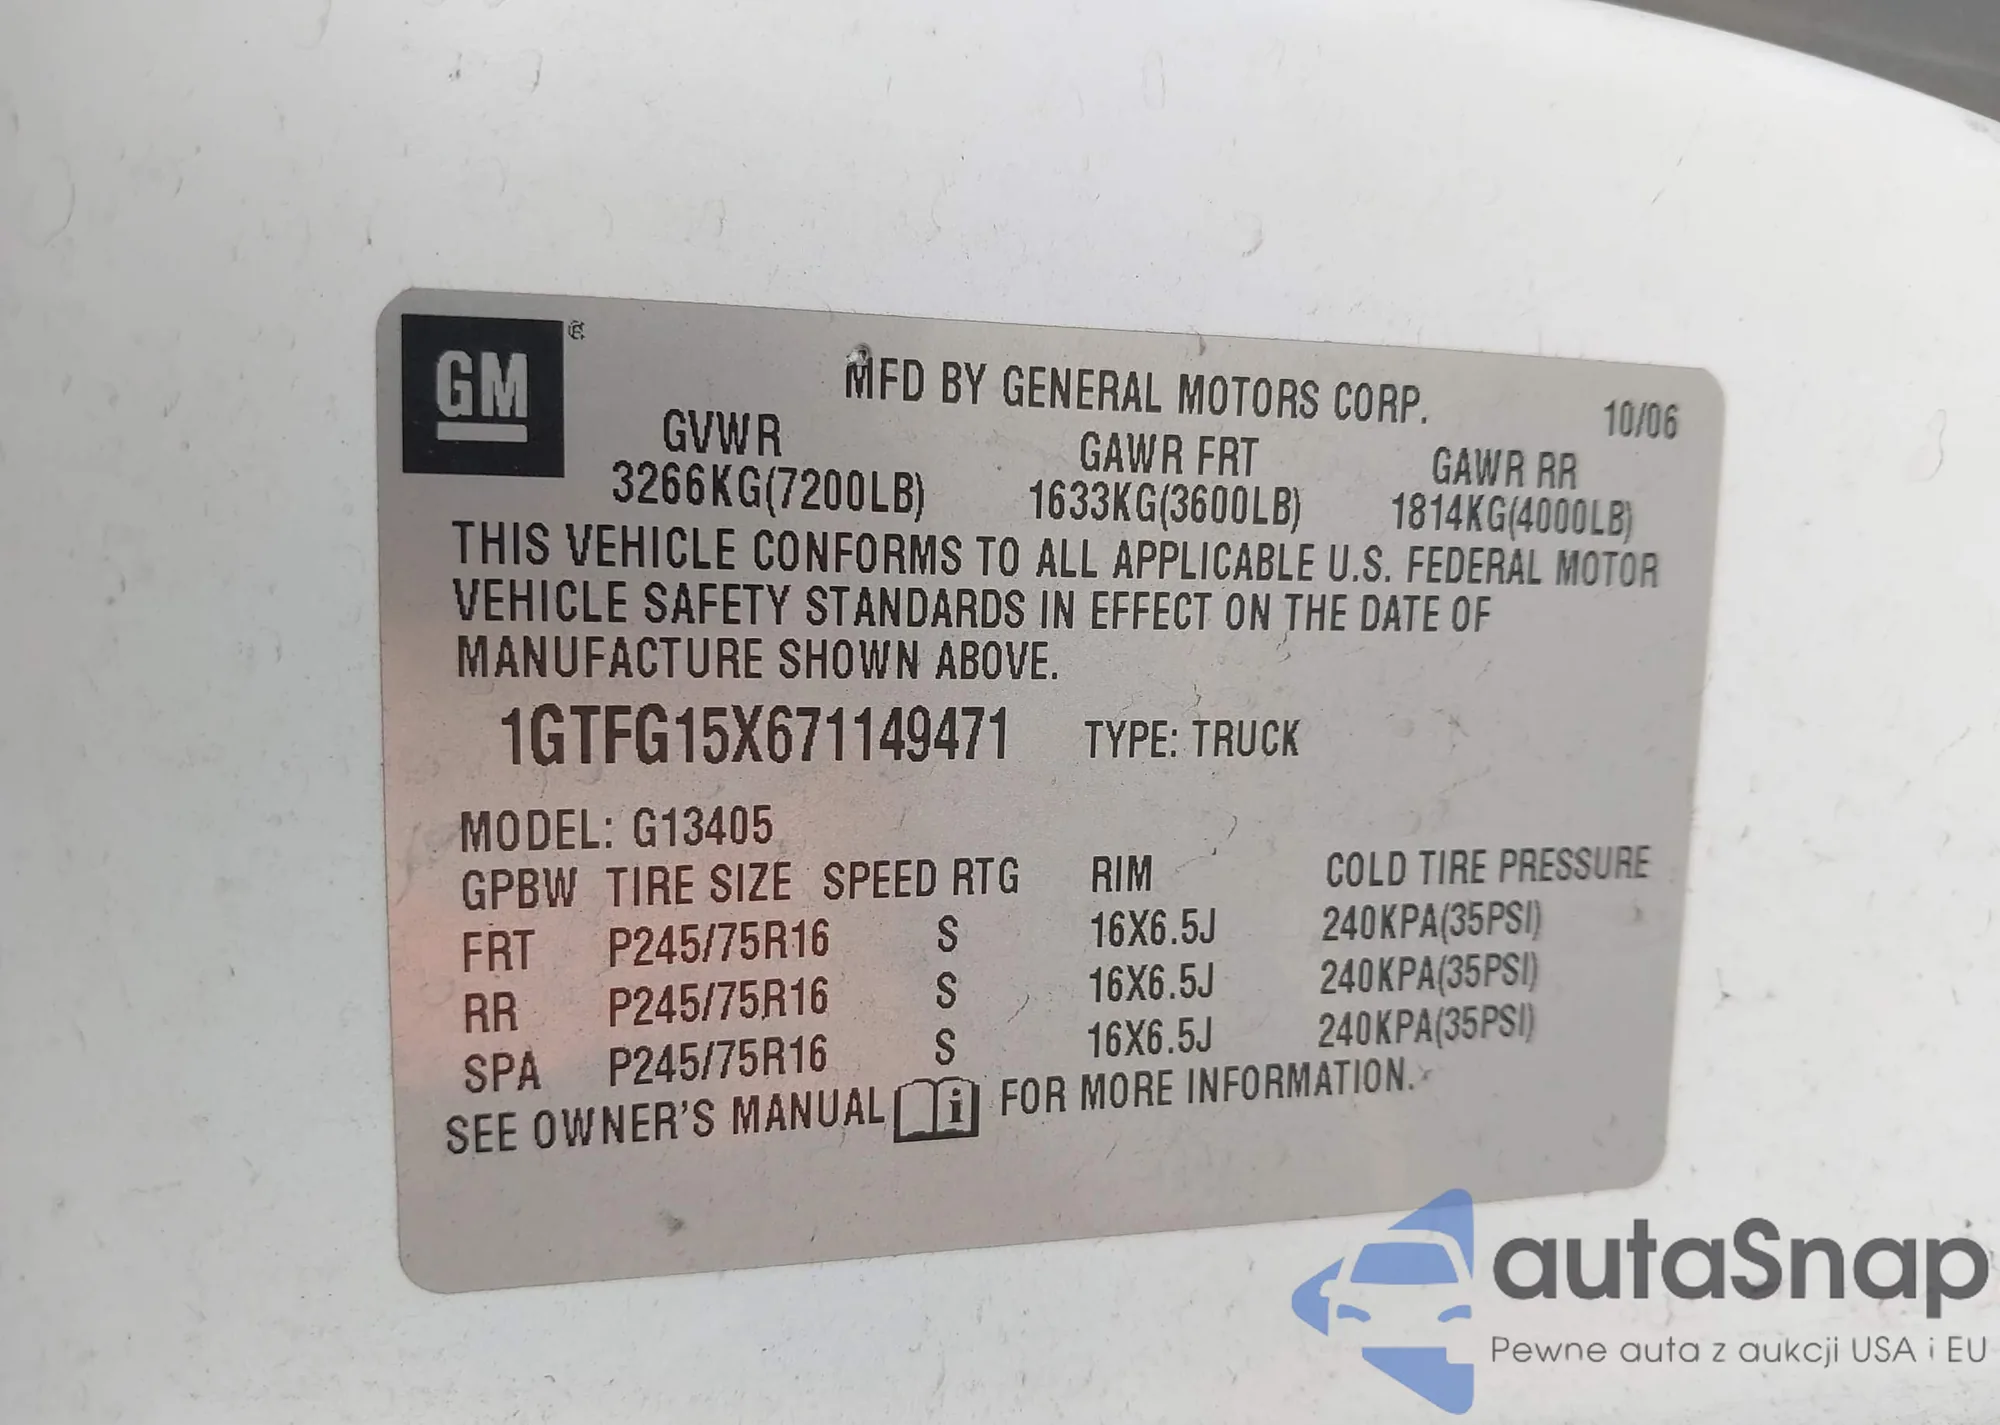 GM
MFD BY GENERAL MOTORS CORP.
10/06
GVWR GAWR FRT GAWR RR
3266KG(7200LB) 1633KG(3600LB) 1814KG(4000LB)
THIS VEHICLE CONFORMS TO ALL APPLICABLE U.S. FEDERAL MOTOR
VEHICLE SAFETY STANDARDS IN EFFECT ON THE DATE OF
MANUFACTURE SHOWN ABOVE.
1GTFG15X671149471 TYPE: TRUCK
MODEL: G13405
GPBW TIRE SIZE SPEED RTG RIM COLD TIRE PRESSURE
FRT P245/75R16 S 16X6.5J 240KPA(35PSI)
RR P245/75R16 S 16X6.5J 240KPA(35PSI)
SPA P245/75R16 S 16X6.5J 240KPA(35PSI)
SEE OWNER'S MANUAL i FOR MORE INFORMATION.
autaSnap
Pewne auta z aukcji USA i EU